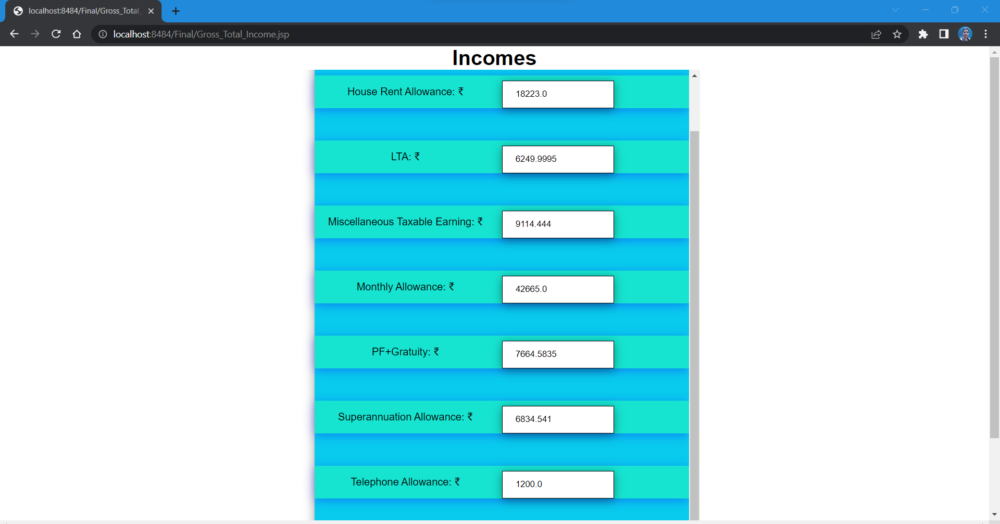 localhost:8484/Final/Gross_Total_
localhost:8484/Final/Gross_Total_Income.jsp
Incomes
House Rent Allowance: ₹ 18223.0
LTA: ₹ 6249.9995
Miscellaneous Taxable Earning: ₹ 9114.444
Monthly Allowance: ₹ 42665.0
PF+Gratuity: ₹ 7664.5835
Superannuation Allowance: ₹ 6834.541
Telephone Allowance: ₹ 1200.0